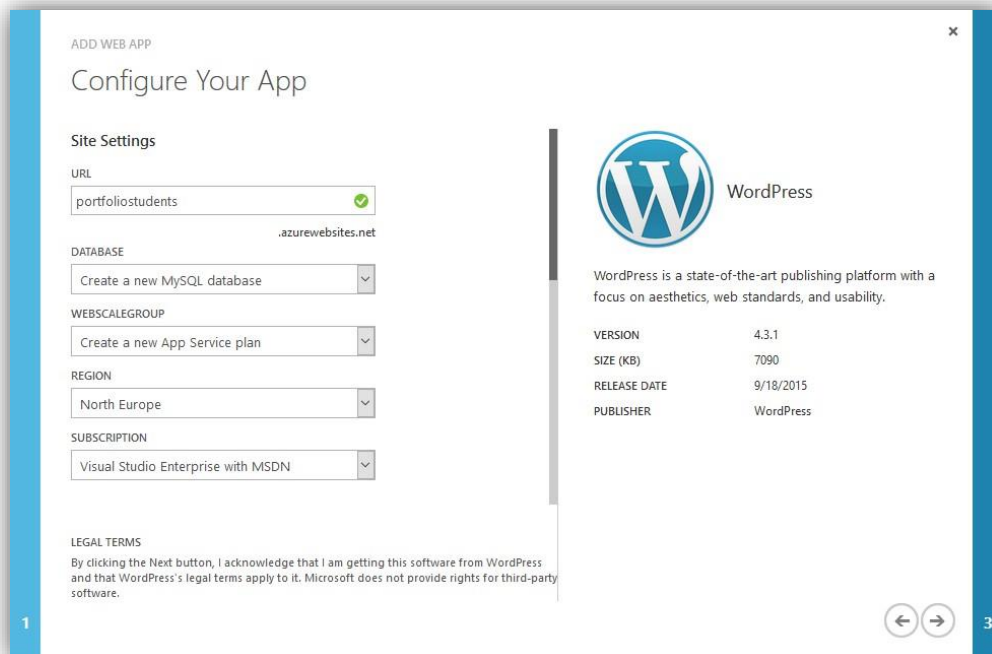 ADD WEB APP
Configure Your App
Site Settings
URL
portfoliostudents
.azurewebsites.net
DATABASE
Create a new MySQL database
WEBSCALEGROUP
Create a new App Service plan
REGION
North Europe
SUBSCRIPTION
Visual Studio Enterprise with MSDN
LEGAL TERMS
By clicking the Next button, I acknowledge that I am getting this software from WordPress
and that WordPress's legal terms apply to it. Microsoft does not provide rights for third-party
software.
W
WordPress
WordPress is a state-of-the-art publishing platform with a
focus on aesthetics, web standards, and usability.
VERSION 4.3.1
SIZE (KB) 7090
RELEASE DATE 9/18/2015
PUBLISHER WordPress
1
3